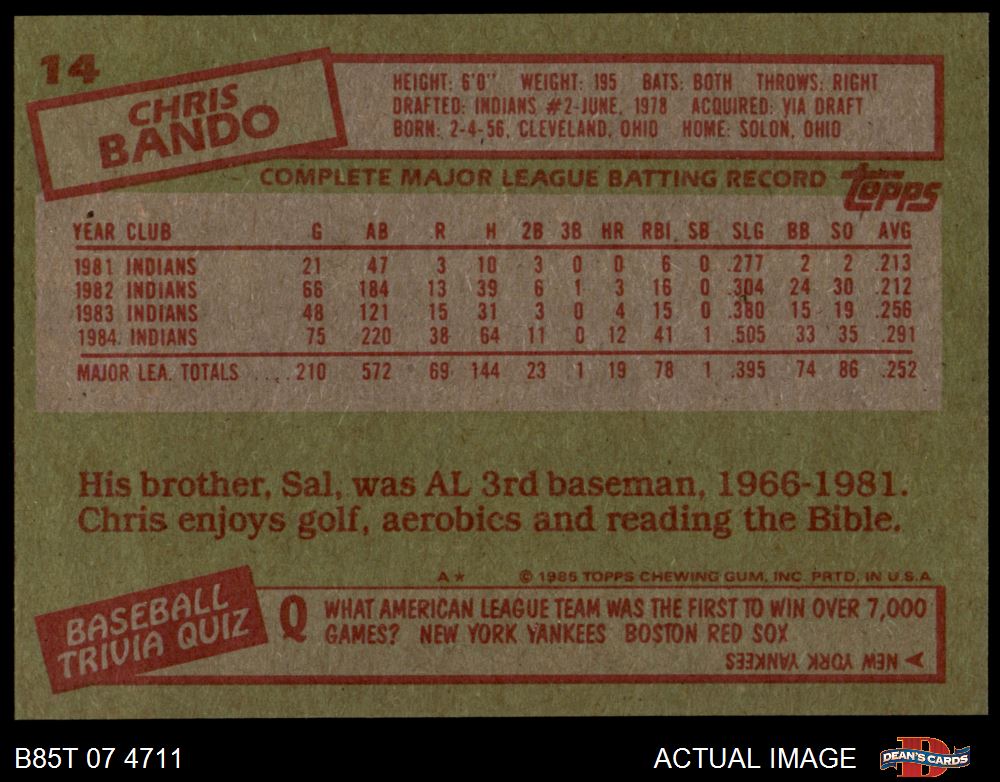 14
CHRIS
BANDO
HEIGHT: 6'0" WEIGHT: 195 BATS: BOTH THROWS: RIGHT
DRAFTED: INDIANS #2-JUNE, 1978 ACQUIRED: VIA DRAFT
BORN: 2-4-56, CLEVELAND, OHIO HOME: SOLON, OHIO
COMPLETE MAJOR LEAGUE BATTING RECORD
TOPPS
YEAR CLUB G AB R H 2B 3B HR RBI SB SLG BB SO AVG
1981 INDIANS 21 47 3 10 3 0 0 6 0 .277 2 2 .213
1982 INDIANS 66 184 13 39 6 1 3 16 0 .304 24 30 .212
1983 INDIANS 48 121 15 31 3 0 4 15 0 .380 15 19 .256
1984 INDIANS 75 220 38 64 11 0 12 41 1 .505 33 35 .291
MAJOR LEA. TOTALS ....210 572 69 144 23 1 19 78 1 .395 74 86 .252
His brother, Sal, was AL 3rd baseman, 1966-1981.
Chris enjoys golf, aerobics and reading the Bible.
A* © 1985 TOPPS CHEWING GUM, INC. PRTD. IN U.S.A.
BASEBALL
TRIVIA QUIZ
Q WHAT AMERICAN LEAGUE TEAM WAS THE FIRST TO WIN OVER 7,000
GAMES? NEW YORK YANKEES BOSTON RED SOX
NEW YORK YANKEES
B85T 07 4711
ACTUAL IMAGE
DEAN'S CARDS